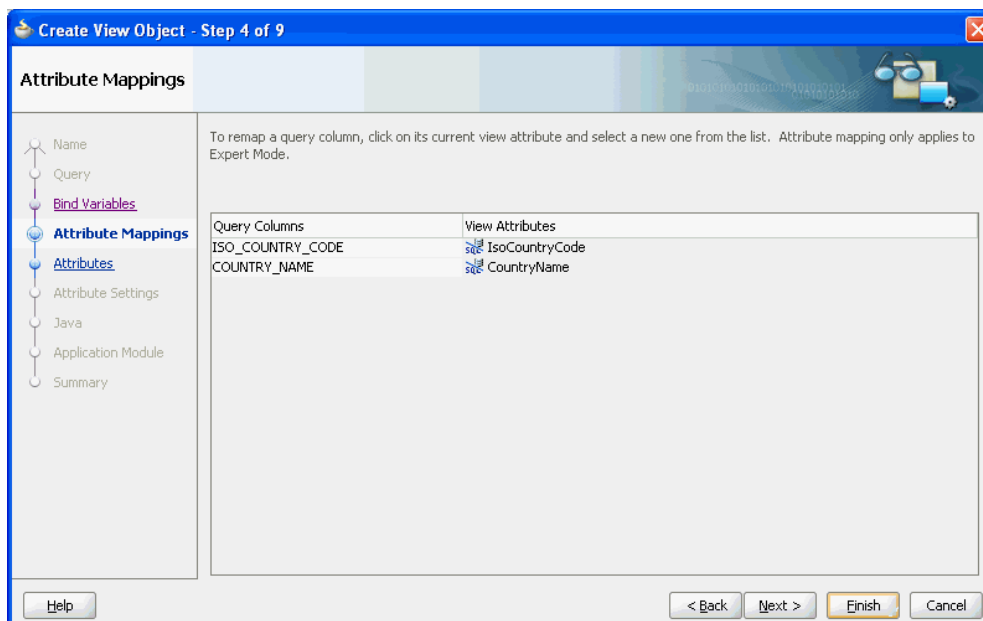 Create View Object - Step 4 of 9
Attribute Mappings
Name
Query
Bind Variables
Attribute Mappings
Attributes
Attribute Settings
Java
Application Module
Summary
To remap a query column, click on its current view attribute and select a new one from the list. Attribute mapping only applies to
Expert Mode.
Query Columns View Attributes
ISO_COUNTRY_CODE IsoCountryCode
COUNTRY_NAME CountryName
Help < Back Next > Finish Cancel